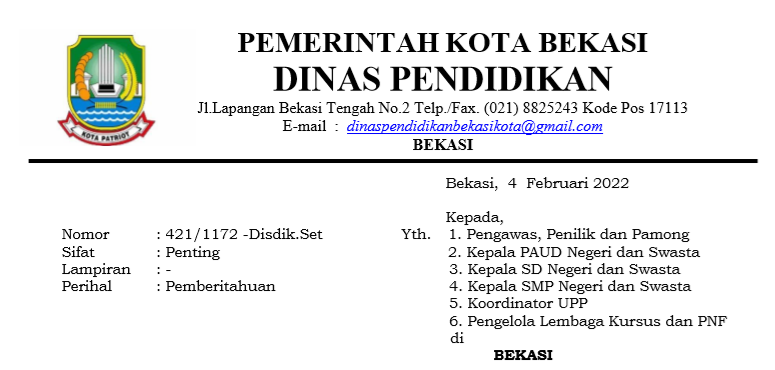 PEMERINTAH KOTA BEKASI
DINAS PENDIDIKAN
Jl.Lapangan Bekasi Tengah No.2 Telp./Fax. (021) 8825243 Kode Pos 17113
E-mail : dinaspendidikanbekasikota@gmail.com
BEKASI
KOTA PATRIOT
Bekasi, 4 Februari 2022
Kepada,
Nomor : 421/1172 -Disdik.Set Yth. 1. Pengawas, Penilik dan Pamong
Sifat : Penting 2. Kepala PAUD Negeri dan Swasta
Lampiran : - 3. Kepala SD Negeri dan Swasta
Perihal : Pemberitahuan 4. Kepala SMP Negeri dan Swasta
5. Koordinator UPP
6. Pengelola Lembaga Kursus dan PNF
di
BEKASI